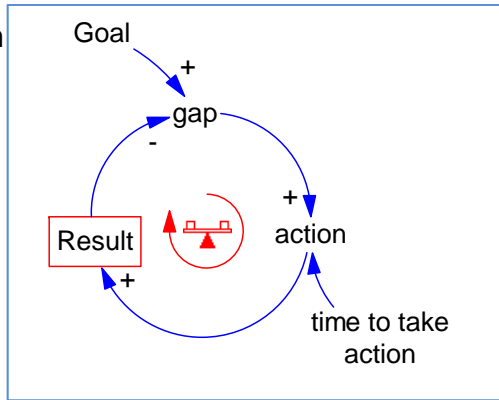 Goal
+
gap
-
+
Result
action
+
time to take
action